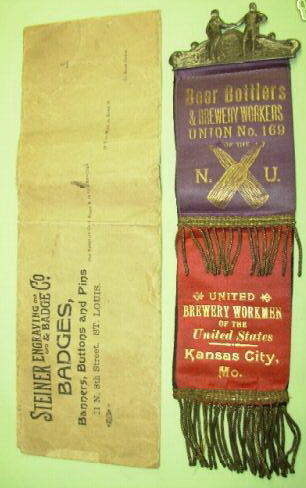 STEINER ENGRAVING
& BADGE Co
BADGES,
Banners, Buttons and Pins
11 N. 8th Street, ST. LOUIS.
Beer Bottlers
& BREWERY WORKERS
UNION No. 169
OF THE
N. U.
UNITED
BREWERY WORKMEN
OF THE
United States
Kansas City,
Mo.